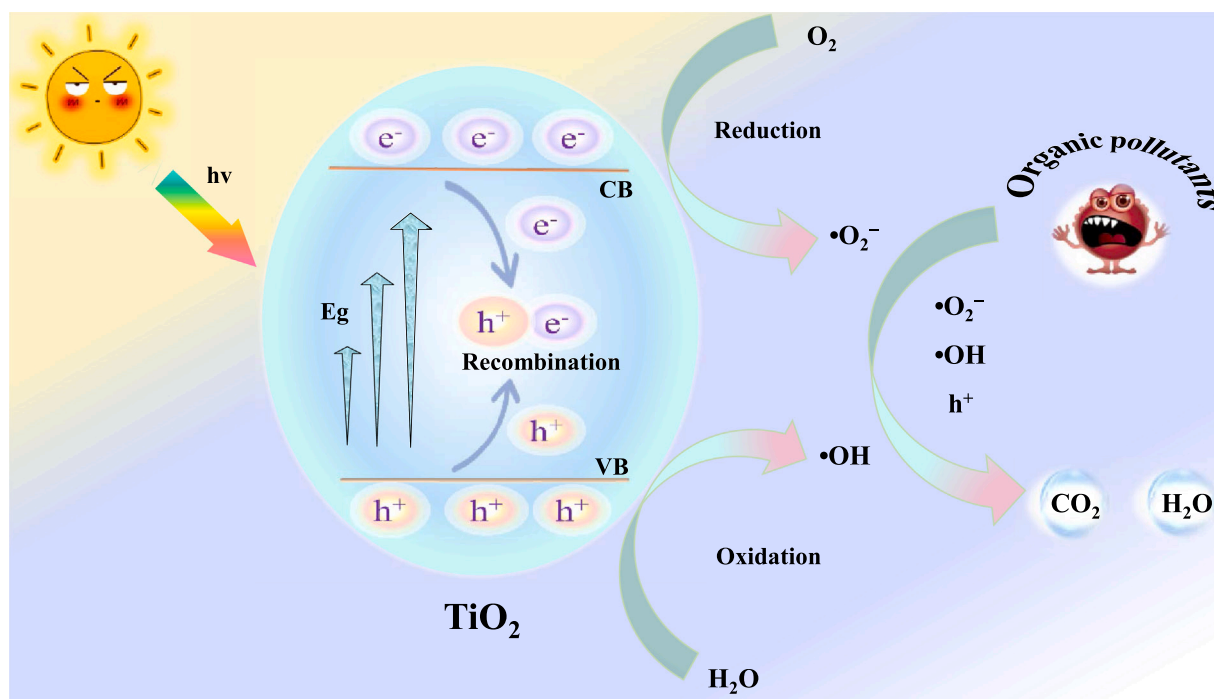 O₂
Reduction
Organic pollutants
hv
e⁻ e⁻ e⁻
CB
e⁻
•O₂⁻
Eg
h⁺ e⁻
Recombination
•O₂⁻
•OH
h⁺
h⁺
VB
•OH
h⁺ h⁺ h⁺
CO₂ H₂O
Oxidation
TiO₂
H₂O